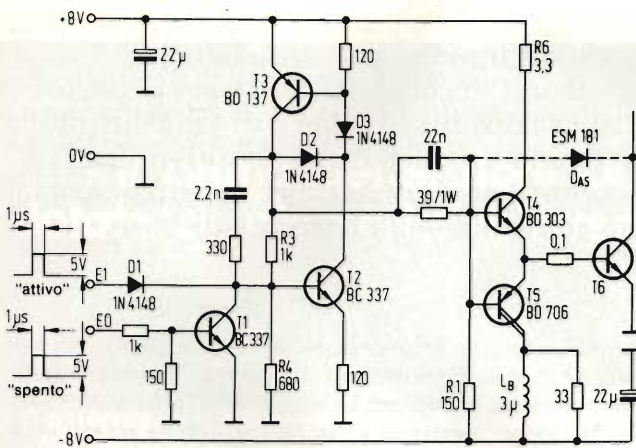 +8V
22µ
T3
BD 137
120
R6
3,3
D3
1N4148
0V
D2
1N4148
22n
ESM 181
DAS
2,2n
39/1W
T4
BD 303
1µs
5V
"attivo"
E1
D1
1N4148
330
R3
1k
T2
BC 337
0,1
T6
1µs
5V
"spento"
E0
1k
T1
BC337
T5
BD 706
150
R4
680
120
R1
150
LB
3µ
33
22µ
-8V